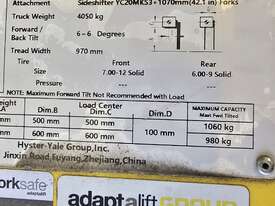 Attachment Sideshifter YC20MKS3+1070mm(42.1 in) Forks
Truck Weight 4050 kg
Forward /
Back Tilt 6-6 Degrees
Tread Width 970 mm
Front Rear
Tire Size 7.00-12 Solid 6.00-9 Solid
NOTE: Maximum Forward Tilt Not Recommended with Load
Load Center MAXIMUM CAPACITY
Dim.B Dim.C Dim.D Mast Fwd Tilted
mm 500 mm 500 mm 100 mm 1060 kg
mm 600 mm 600 mm 980 kg
Hyster-Yale Group,Inc.
Jinxin Road Fuyang,Zhejiang,China
orksafe
adaptalift GROUP